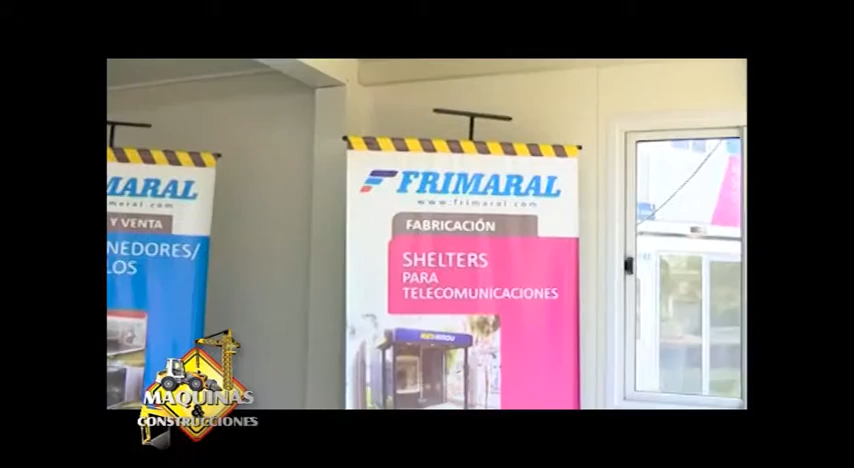 MARAL
Y VENTA
NEDORES/
LOS
FRIMARAL
www.frimaral.com
FABRICACIÓN
SHELTERS
PARA
TELECOMUNICACIONES
MAQUINAS
&
CONSTRUCCIONES